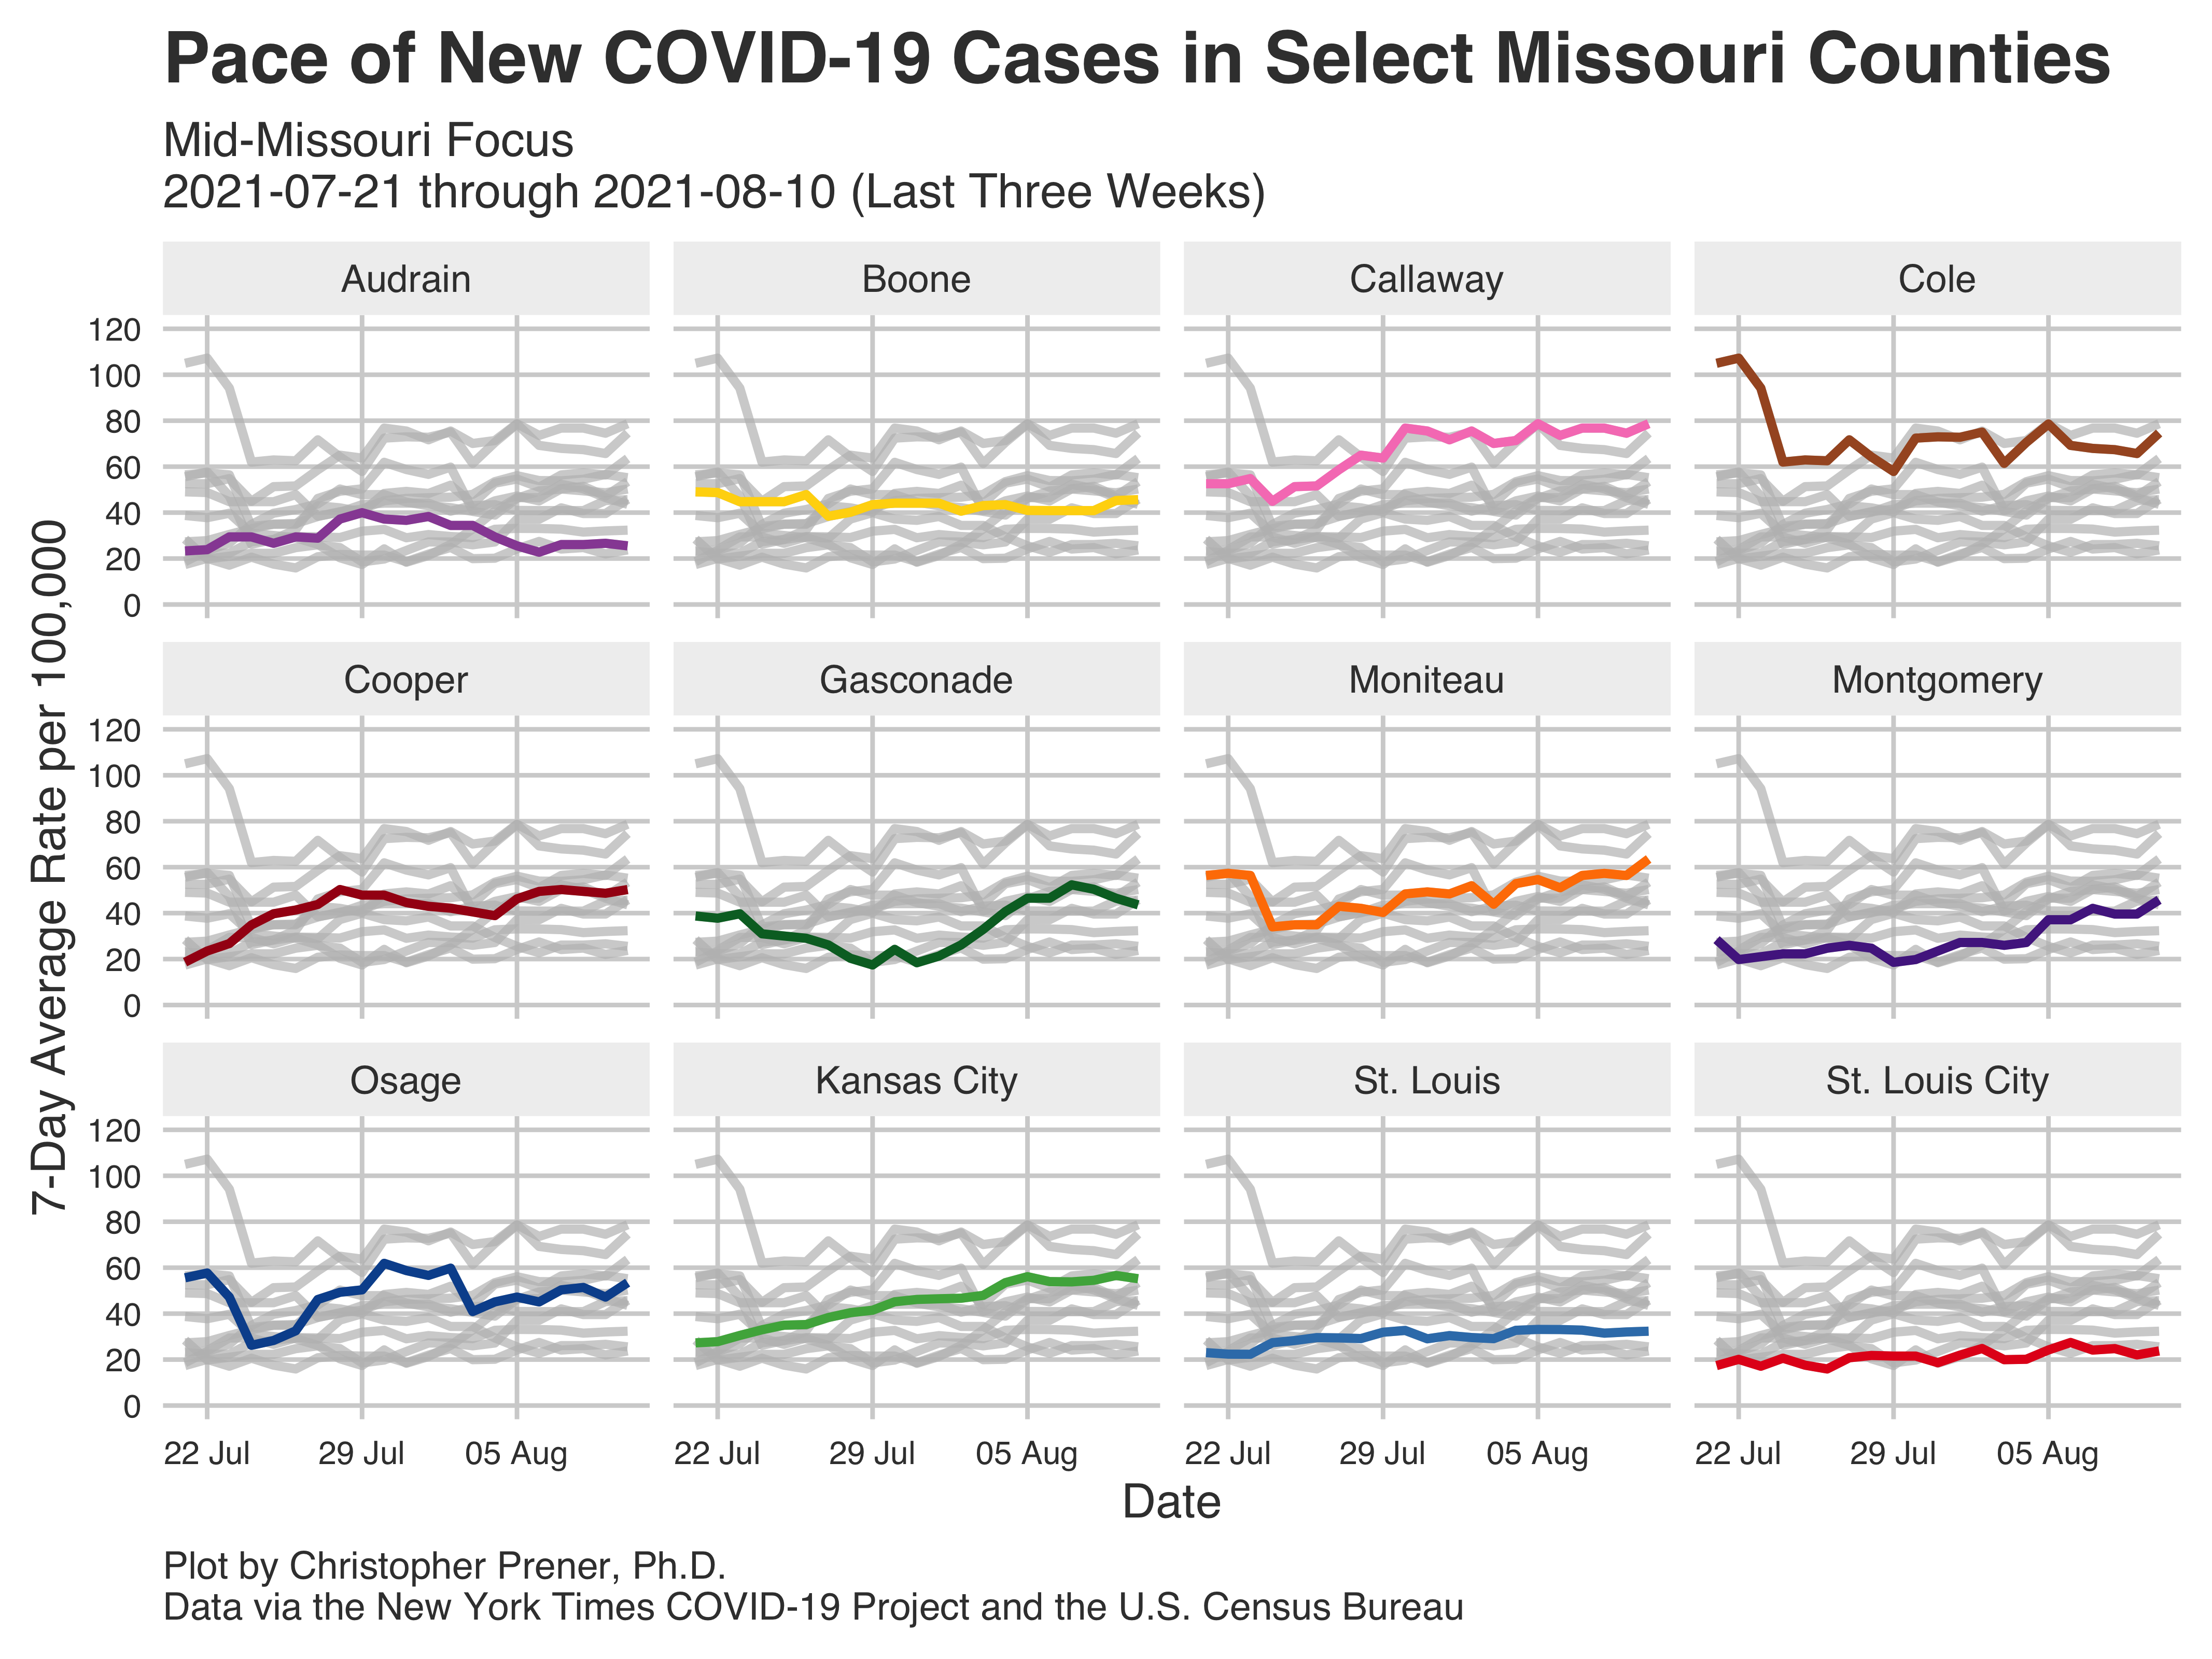 Pace of New COVID-19 Cases in Select Missouri Counties
Mid-Missouri Focus
2021-07-21 through 2021-08-10 (Last Three Weeks)
7-Day Average Rate per 100,000
Audrain
Boone
Callaway
Cole
120
100
80
60
40
20
0
Cooper
Gasconade
Moniteau
Montgomery
120
100
80
60
40
20
0
Osage
Kansas City
St. Louis
St. Louis City
120
100
80
60
40
20
0
22 Jul 29 Jul 05 Aug
22 Jul 29 Jul 05 Aug
22 Jul 29 Jul 05 Aug
22 Jul 29 Jul 05 Aug
Date
Plot by Christopher Prener, Ph.D.
Data via the New York Times COVID-19 Project and the U.S. Census Bureau